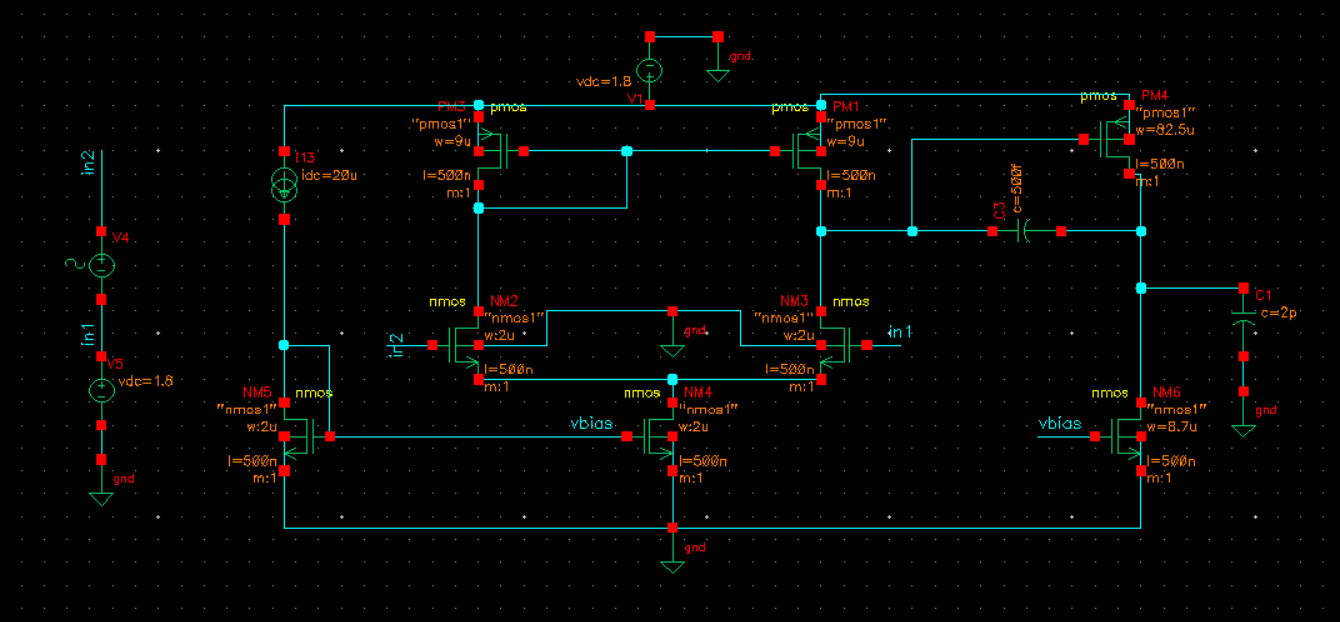 gnd
vdc=1.8
V1
PM3
pmos
"pmos1"
w=9u
l=500n
m:1
pmos
PM1
"pmos1"
w=9u
l=500n
m:1
pmos
PM4
"pmos1"
w=82.5u
l=500n
m:1
in2
V4
in1
V5
vdc=1.8
gnd
I13
idc=20u
C3
c=500f
nmos
NM2
"nmos1"
w:2u
l=500n
m:1
in2
gnd
NM3
nmos
"nmos1"
w:2u
l=500n
m:1
in1
C1
c=2p
gnd
NM5
nmos
"nmos1"
w:2u
l=500n
m:1
vbias
nmos
NM4
"nmos1"
w:2u
l=500n
m:1
vbias
nmos
NM6
"nmos1"
w=8.7u
l=500n
m:1
gnd